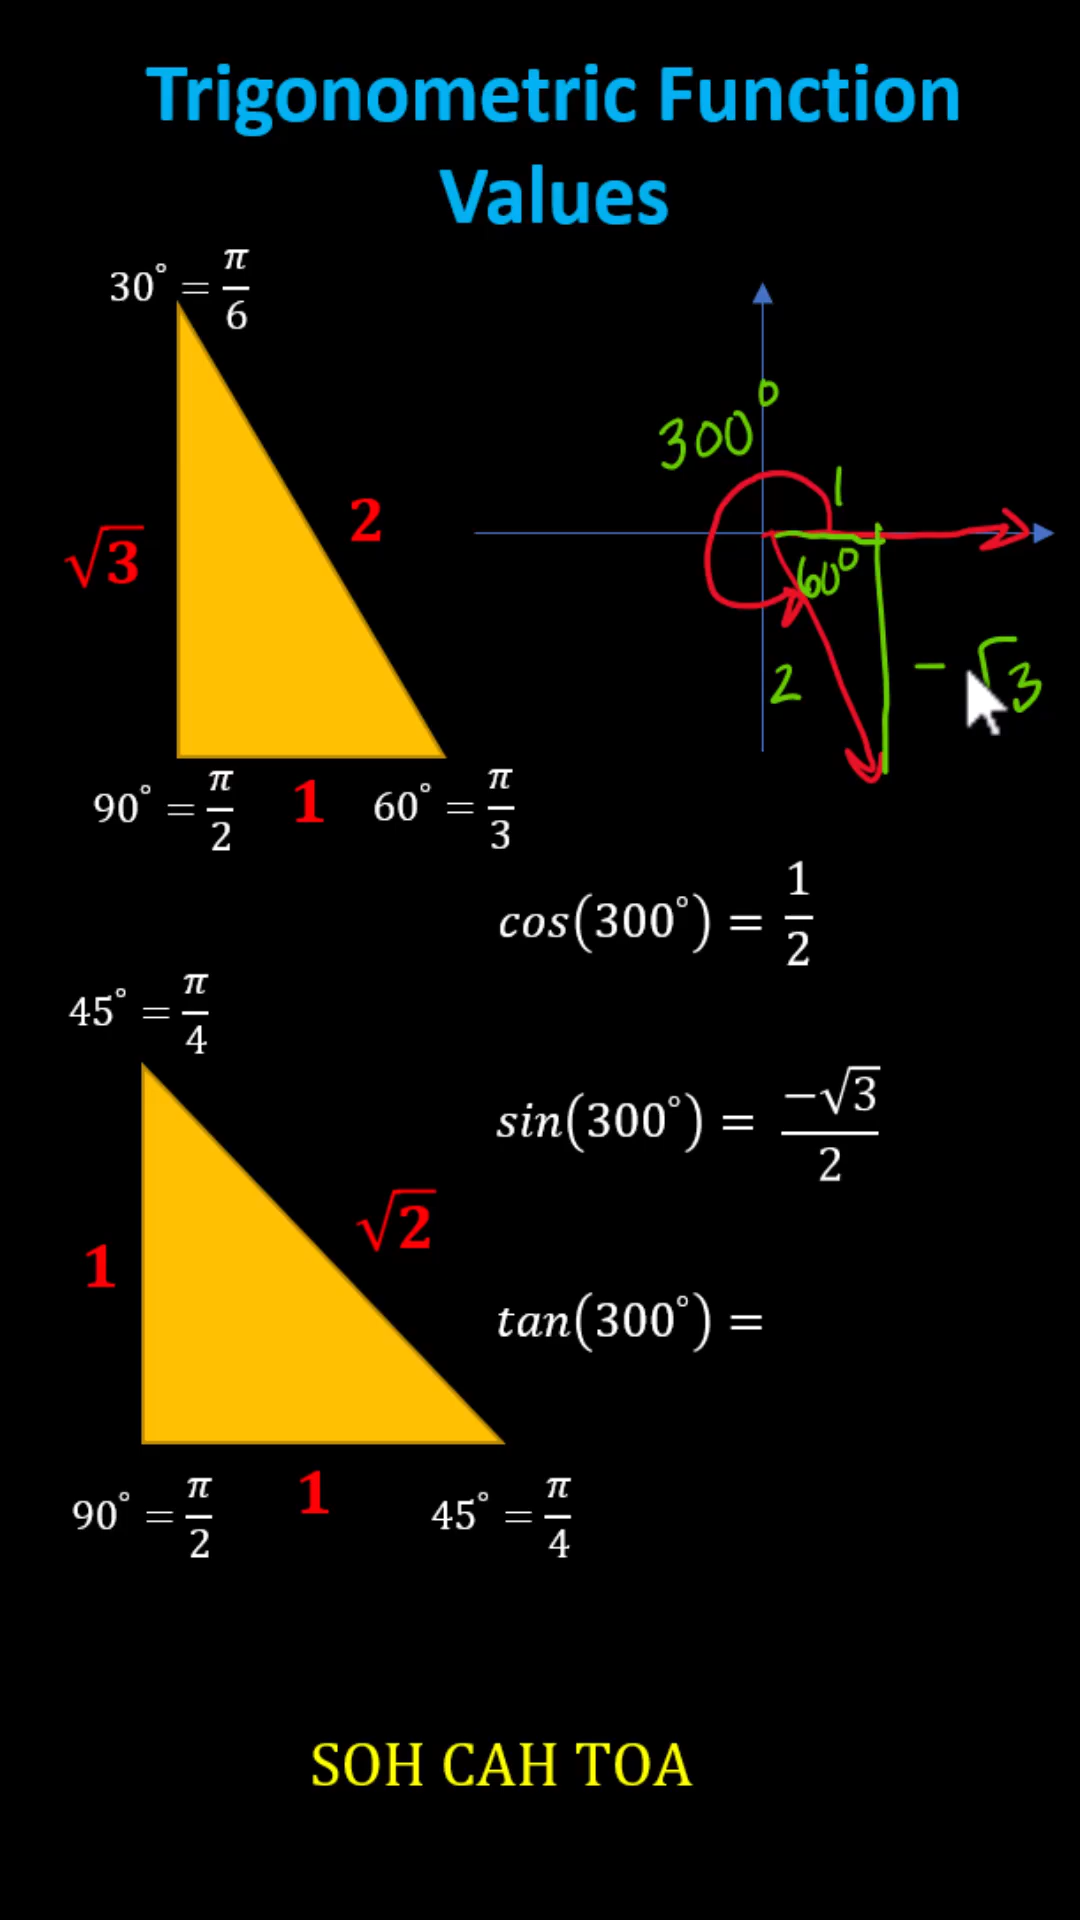 Trigonometric Function
Values
30° = π/6
√3
2
90° = π/2
1
60° = π/3
300°
1
60°
2
-√3
cos(300°) = 1/2
45° = π/4
sin(300°) = -√3/2
√2
1
tan(300°) =
90° = π/2
1
45° = π/4
SOH CAH TOA